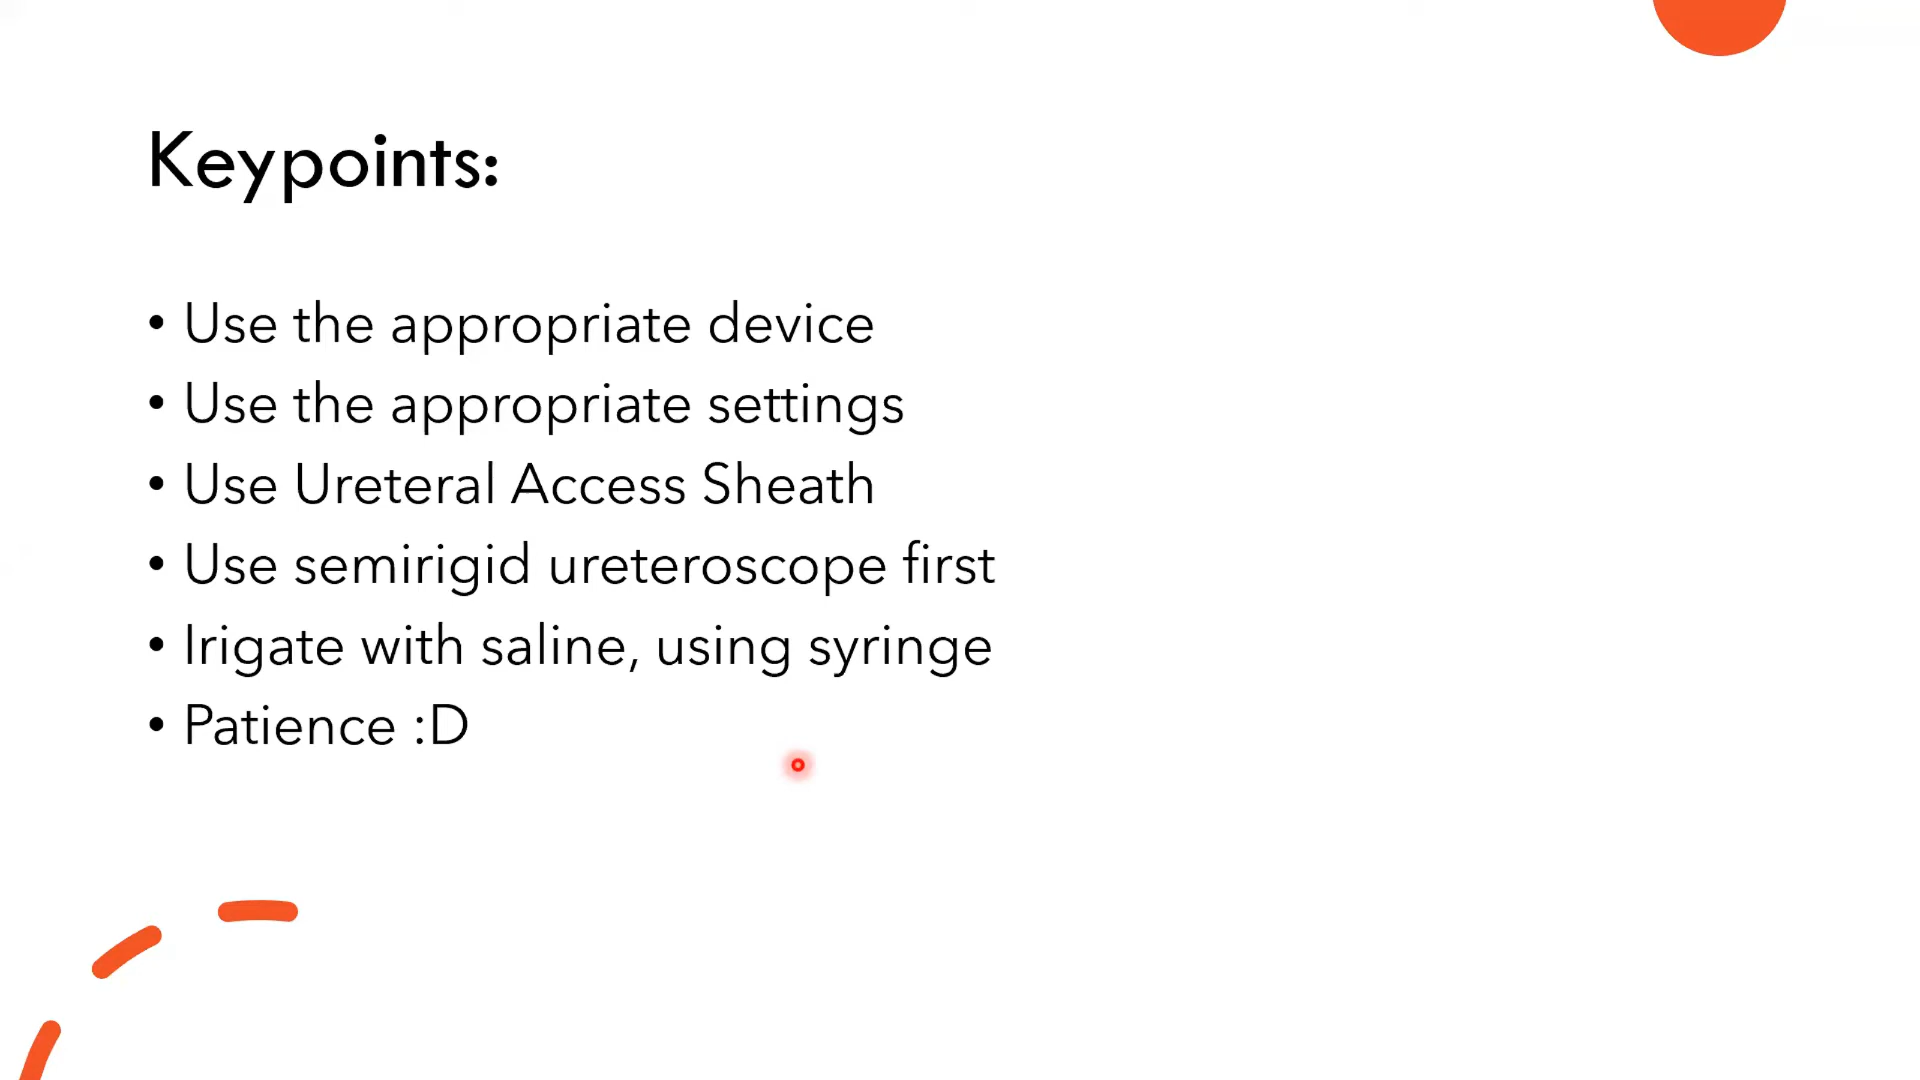 Keypoints:
• Use the appropriate device
• Use the appropriate settings
• Use Ureteral Access Sheath
• Use semirigid ureteroscope first
• Irigate with saline, using syringe
• Patience :D